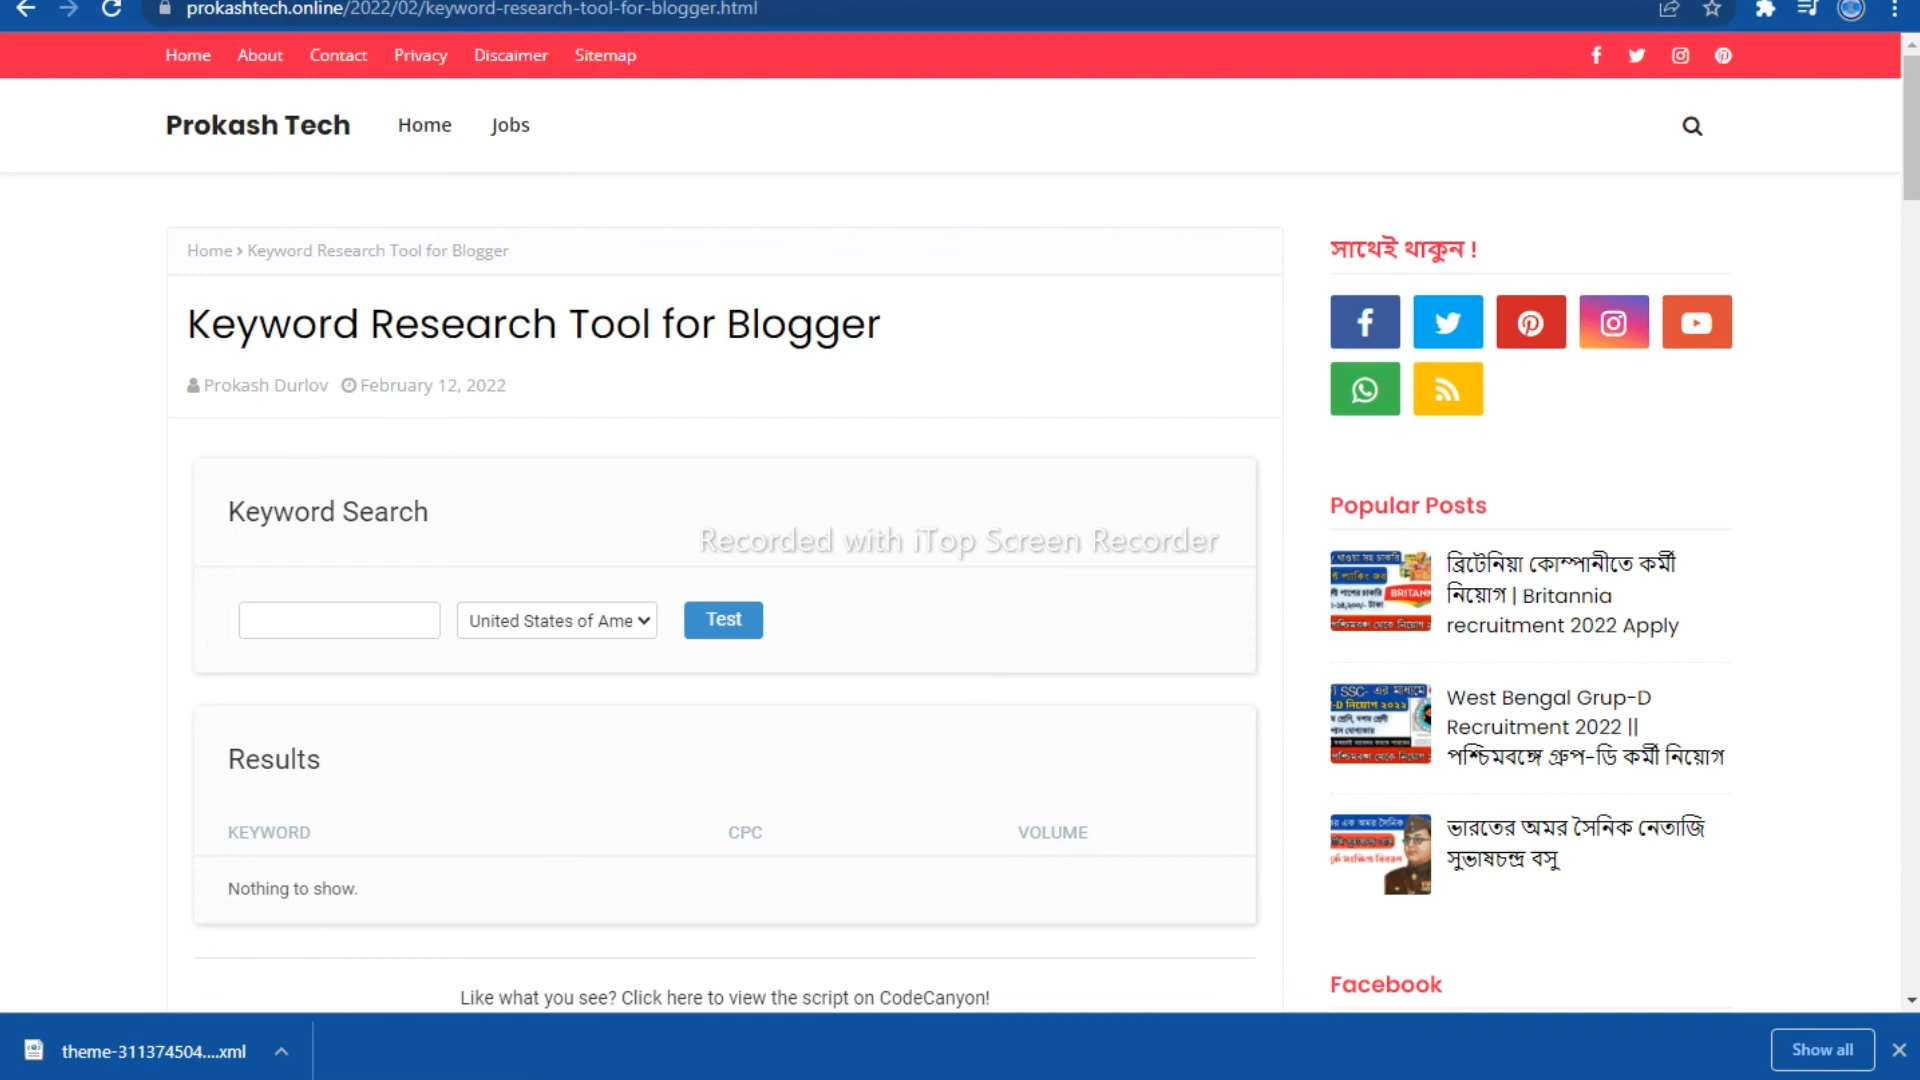 prokashtech.online/2022/02/keyword-research-tool-for-blogger.html
Home About Contact Privacy Discaimer Sitemap
Prokash Tech Home Jobs
Home › Keyword Research Tool for Blogger
Keyword Research Tool for Blogger
Prokash Durlov February 12, 2022
Keyword Search
Recorded with iTop Screen Recorder
United States of Ame
Test
Results
KEYWORD CPC VOLUME
Nothing to show.
Like what you see? Click here to view the script on CodeCanyon!
সাথেই থাকুন !
Popular Posts
BRITAN
ব্রিটেনিয়া কোম্পানীতে কর্মী
নিয়োগ | Britannia
recruitment 2022 Apply
West Bengal Grup-D
Recruitment 2022 ||
পশ্চিমবঙ্গে গ্রুপ-ডি কর্মী নিয়োগ
ভারতের অমর সৈনিক নেতাজি
সুভাষচন্দ্র বসু
Facebook
theme-311374504....xml
Show all